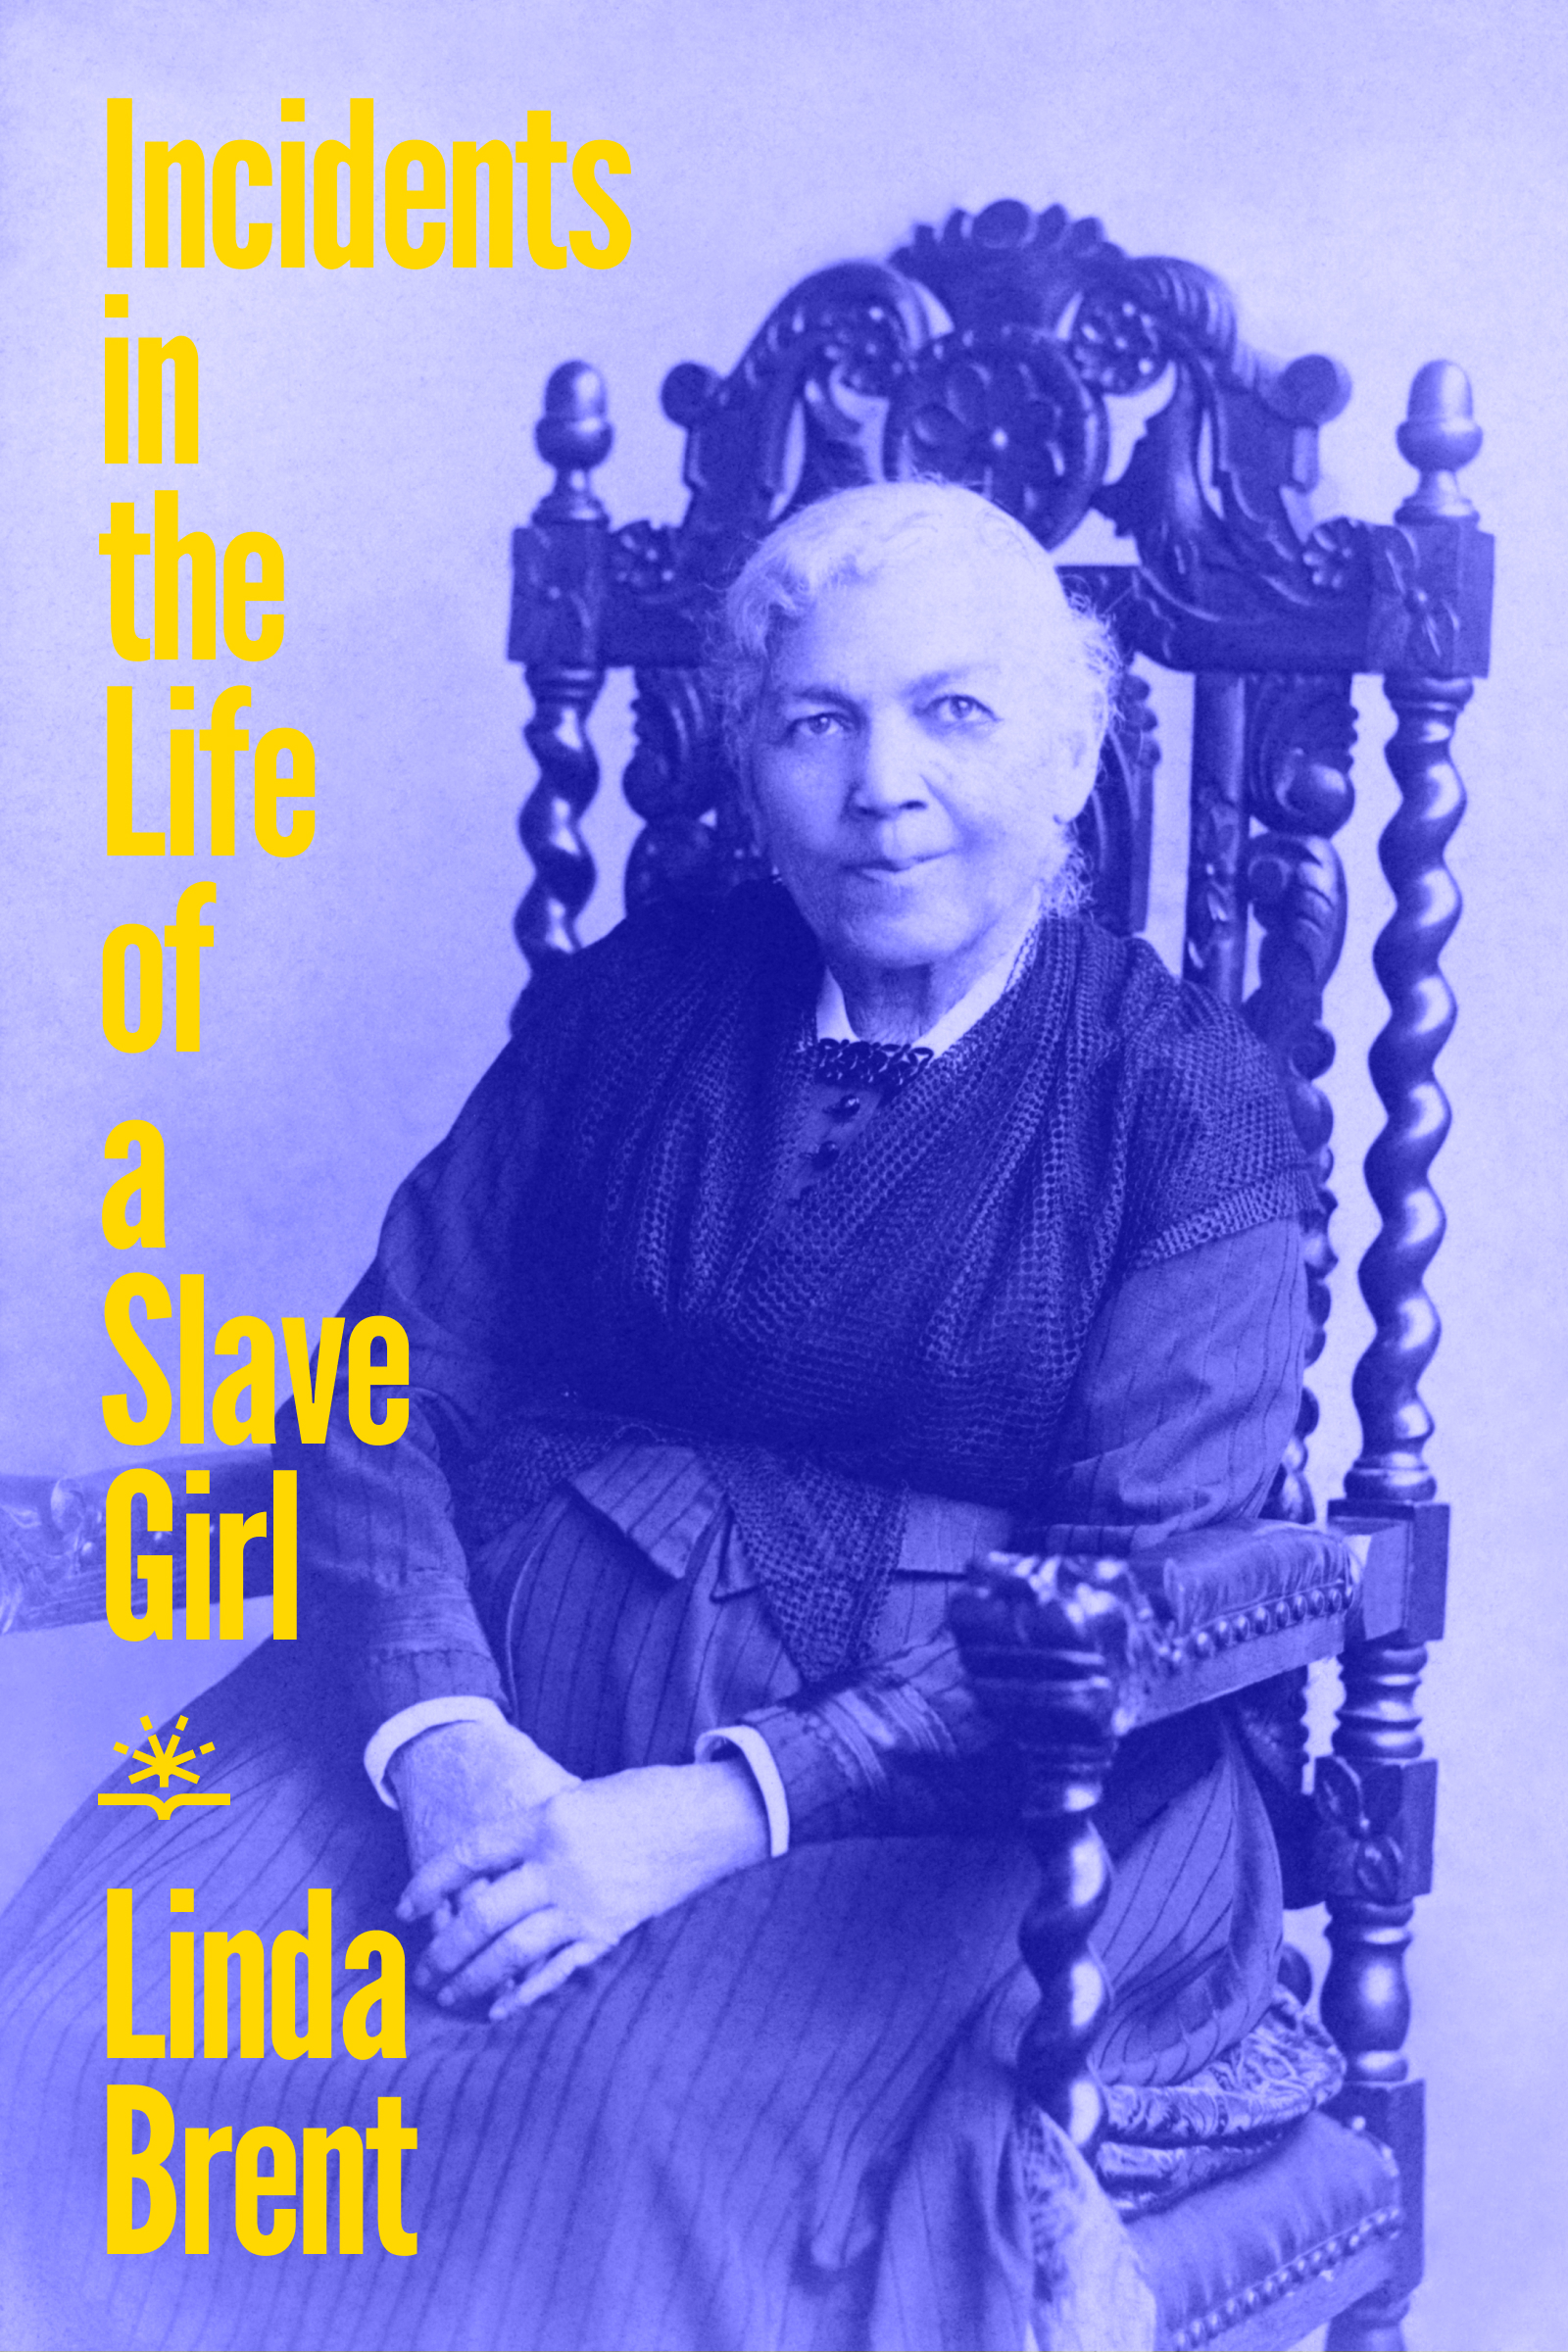 Incidents
in
the
Life
of
a
Slave
Girl
Linda
Brent